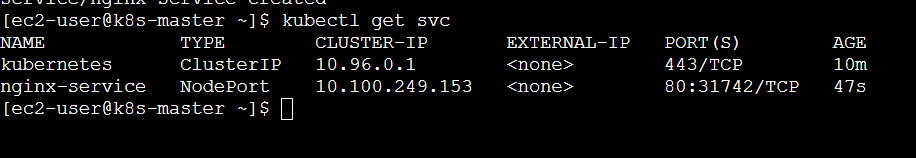 service/nginx-service created
[ec2-user@k8s-master ~]$ kubectl get svc
NAME TYPE CLUSTER-IP EXTERNAL-IP PORT(S) AGE
kubernetes ClusterIP 10.96.0.1 <none> 443/TCP 10m
nginx-service NodePort 10.100.249.153 <none> 80:31742/TCP 47s
[ec2-user@k8s-master ~]$